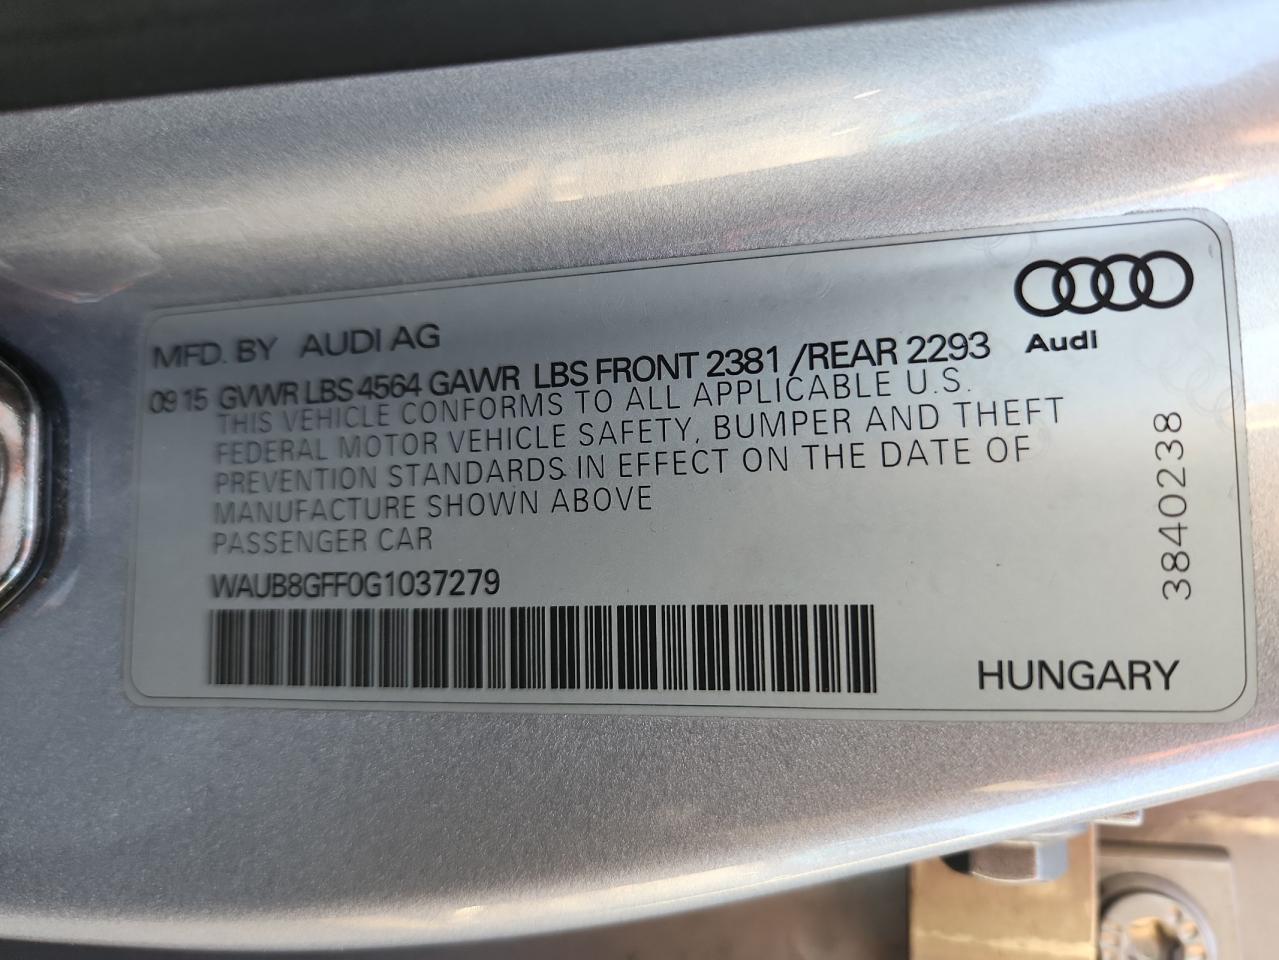 MFD. BY AUDI AG
09 15 GVWR LBS 4564 GAWR LBS FRONT 2381 /REAR 2293
THIS VEHICLE CONFORMS TO ALL APPLICABLE U.S.
FEDERAL MOTOR VEHICLE SAFETY, BUMPER AND THEFT
PREVENTION STANDARDS IN EFFECT ON THE DATE OF
MANUFACTURE SHOWN ABOVE
PASSENGER CAR
WAUB8GFF0G1037279
Audi
3840238
HUNGARY